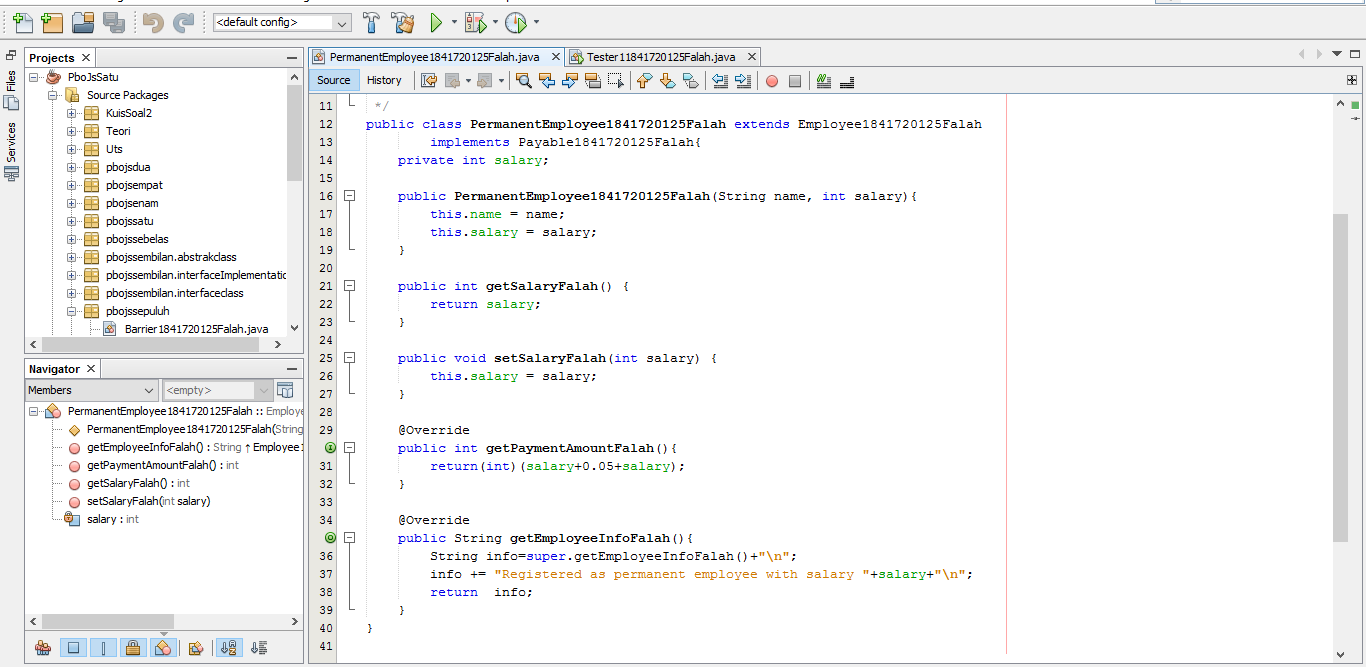 <default config>
Projects
PboJsSatu
Source Packages
KuisSoal2
Teori
Uts
pbojsdua
pbojsempat
pbojsenam
pbojssatu
pbojssebelas
pbojssembilan.abstrakclass
pbojssembilan.interfaceImplementatic
pbojssembilan.interfaceclass
pbojssepuluh
Barrier1841720125Falah.java
Files
Services
Navigator
Members
<empty>
PermanentEmployee1841720125Falah :: Employe
PermanentEmployee1841720125Falah(String
getEmployeeInfoFalah() : String ↑ Employee1
getPaymentAmountFalah() : int
getSalaryFalah() : int
setSalaryFalah(int salary)
salary : int
PermanentEmployee1841720125Falah.java
Tester11841720125Falah.java
Source History
11 */
12 public class PermanentEmployee1841720125Falah extends Employee1841720125Falah
13 implements Payable1841720125Falah{
14 private int salary;
15
16 public PermanentEmployee1841720125Falah(String name, int salary){
17 this.name = name;
18 this.salary = salary;
19 }
20
21 public int getSalaryFalah() {
22 return salary;
23 }
24
25 public void setSalaryFalah(int salary) {
26 this.salary = salary;
27 }
28
29 @Override
public int getPaymentAmountFalah(){
31 return(int)(salary+0.05+salary);
32 }
33
34 @Override
public String getEmployeeInfoFalah(){
36 String info=super.getEmployeeInfoFalah()+"\n";
37 info += "Registered as permanent employee with salary "+salary+"\n";
38 return  info;
39 }
40 }
41